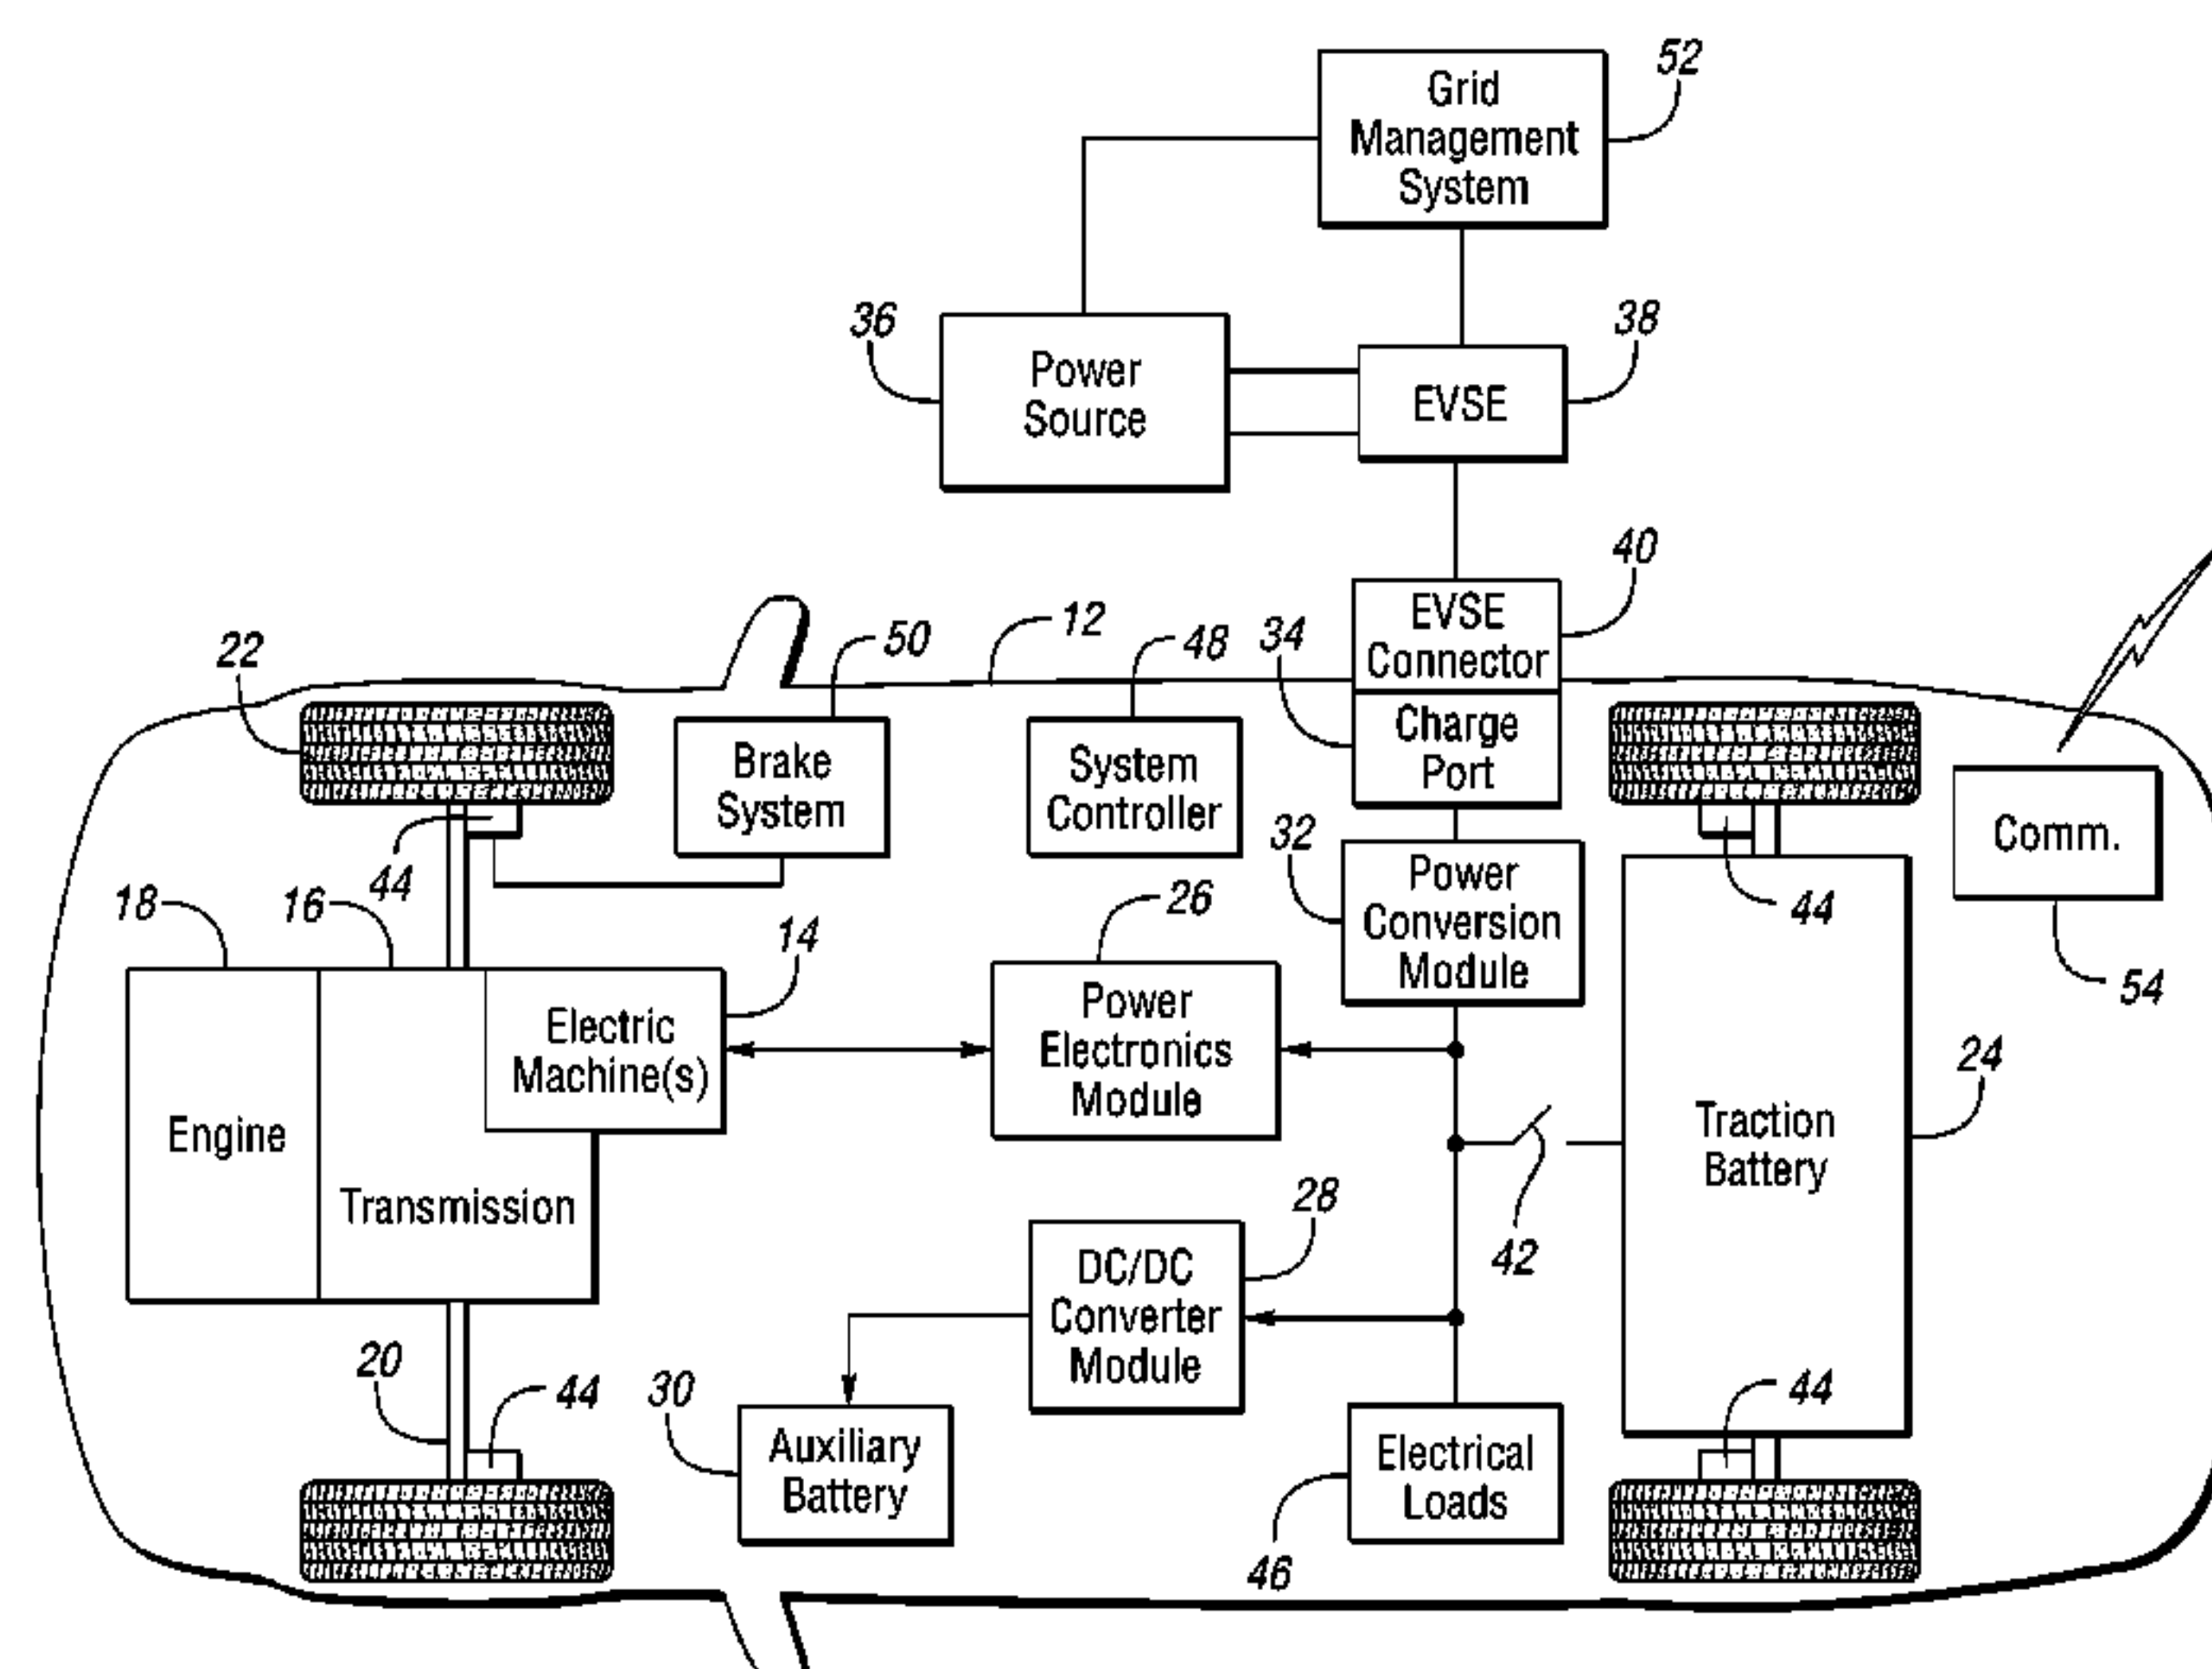 52
Grid
Management
System
36
38
Power
Source
EVSE
40
12
50
48
34
EVSE
Connector
22
Brake
System
System
Controller
Charge
Port
Comm.
44
32
Power
Conversion
Module
44
18
16
14
26
54
Electric
Machine(s)
Power
Electronics
Module
24
Engine
Transmission
Traction
Battery
42
28
DC/DC
Converter
Module
20
44
30
44
Auxiliary
Battery
Electrical
Loads
46